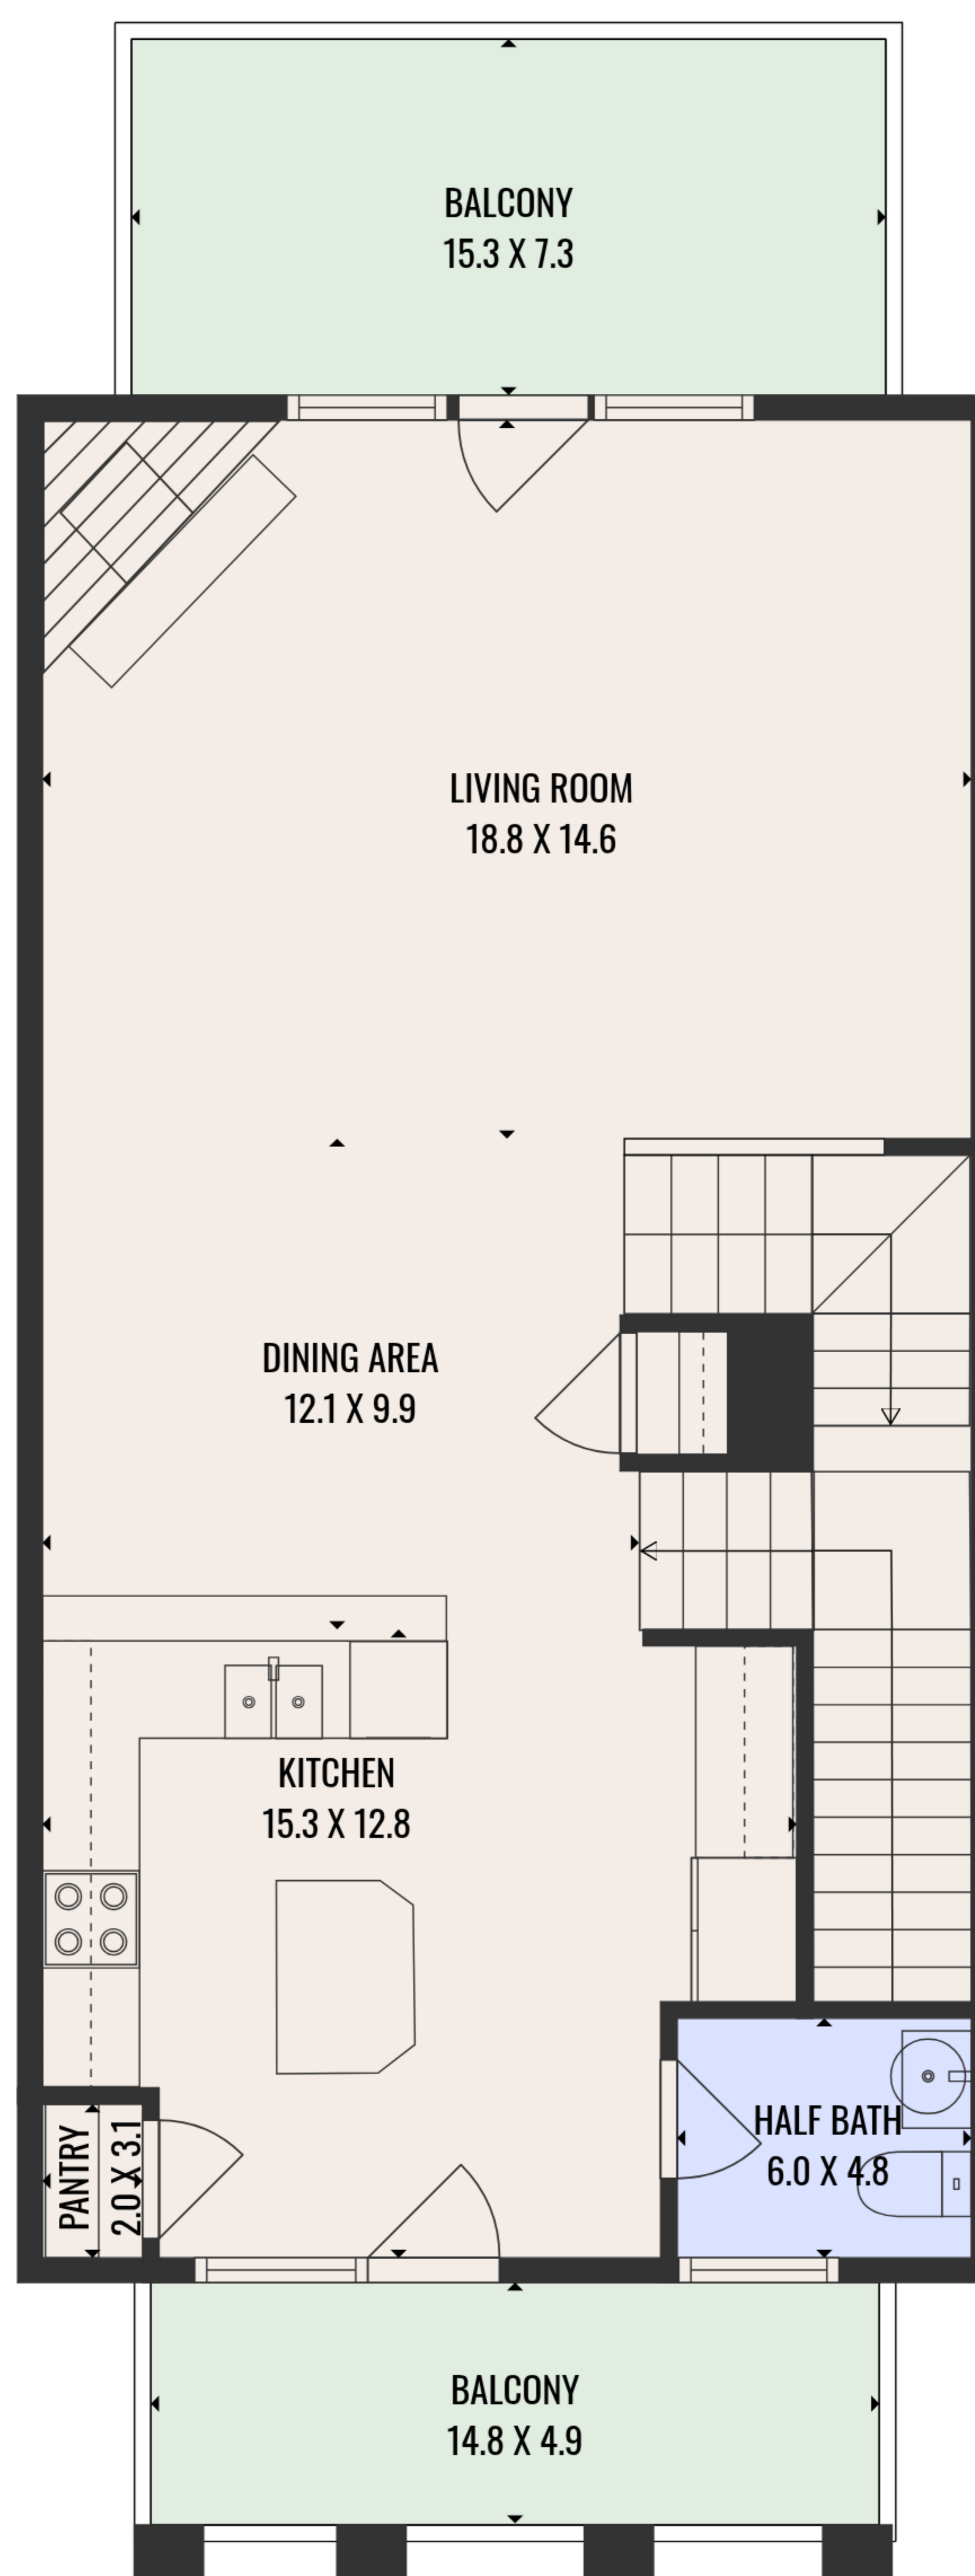 BALCONY
15.3 X 7.3
LIVING ROOM
18.8 X 14.6
DINING AREA
12.1 X 9.9
KITCHEN
15.3 X 12.8
HALF BATH
6.0 X 4.8
PANTRY
2.0 X 3.1
BALCONY
14.8 X 4.9